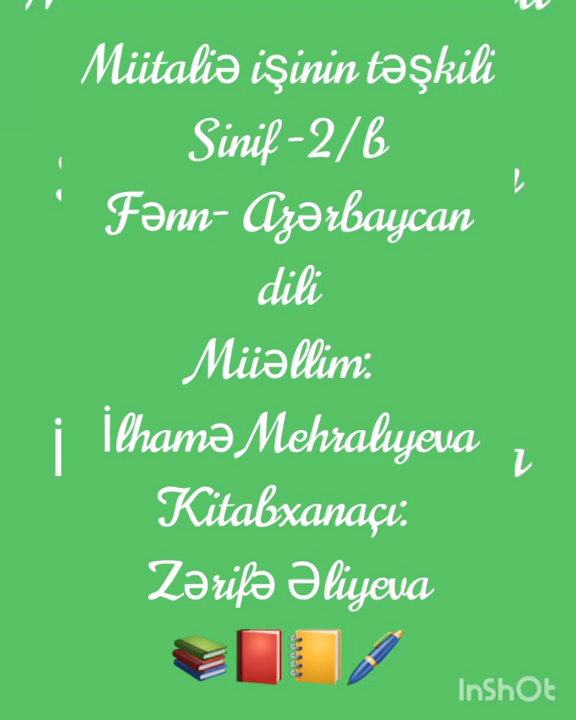 Mütaliə işinin təşkili
Sinif -2/b
Fənn- Azərbaycan
dili
Müəllim:
İlhamə Mehralıyeva
Kitabxanaçı:
Zərifə Əliyeva
InShOt